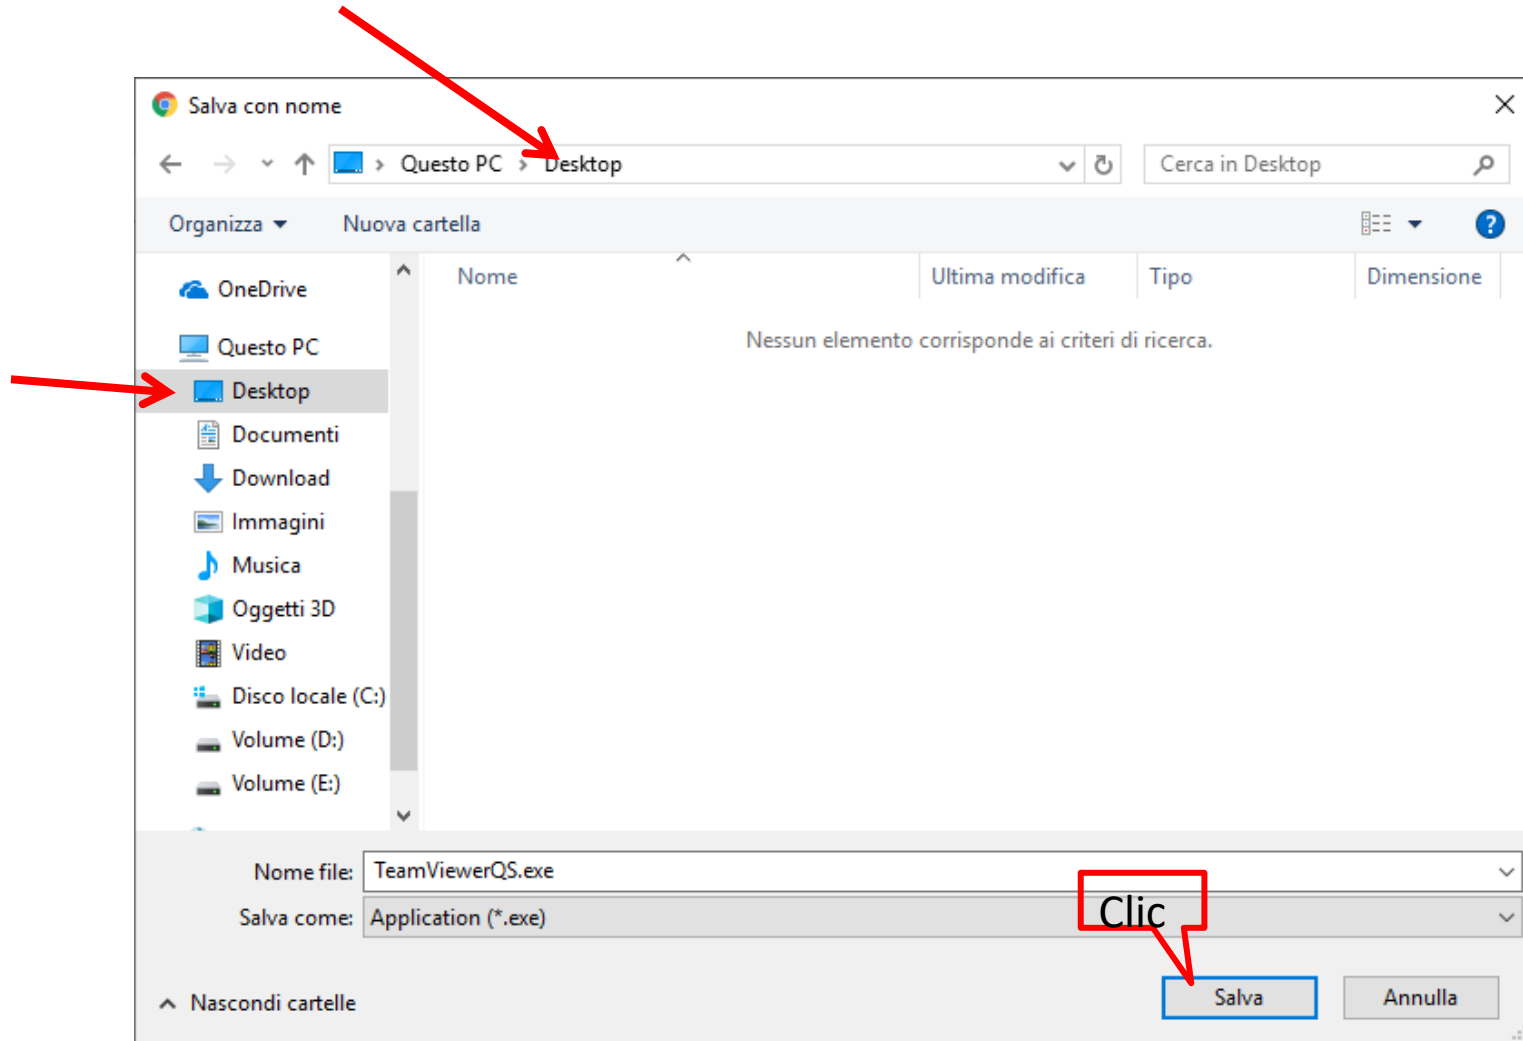 Salva con nome
Questo PC > Desktop
Cerca in Desktop
Organizza
Nuova cartella
Nome
Ultima modifica
Tipo
Dimensione
Nessun elemento corrisponde ai criteri di ricerca.
OneDrive
Questo PC
Desktop
Documenti
Download
Immagini
Musica
Oggetti 3D
Video
Disco locale (C:)
Volume (D:)
Volume (E:)
Nome file: TeamViewerQS.exe
Salva come: Application (*.exe)
Clic
Nascondi cartelle
Salva
Annulla